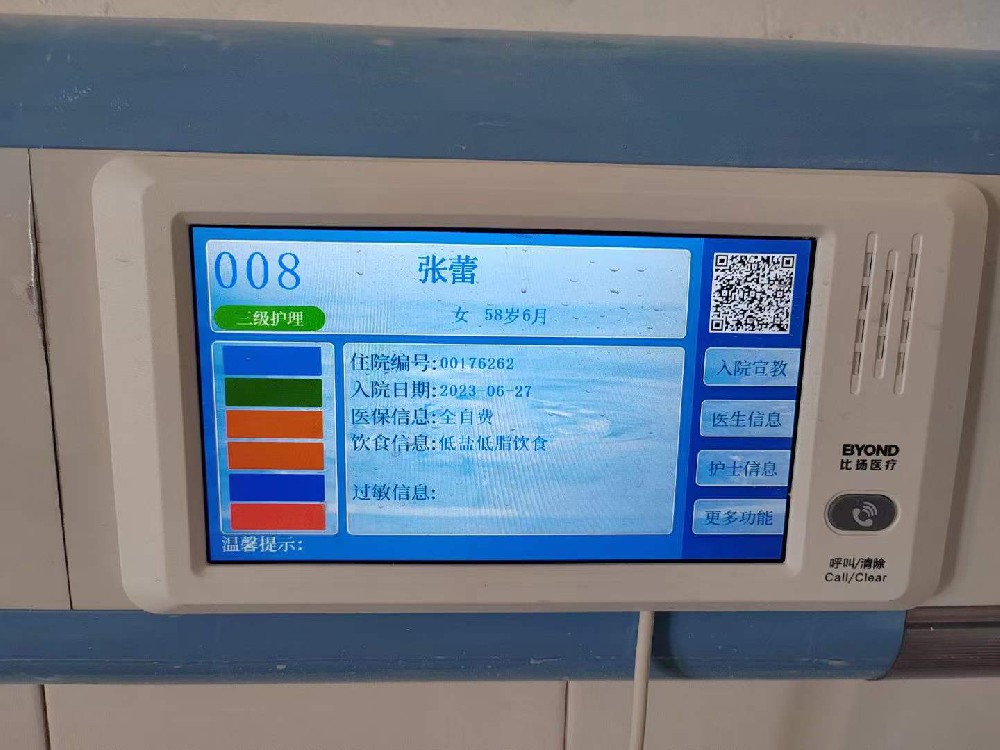 008
张蕾
三级护理
女 58岁6月
住院编号:00176262
入院日期:2023-06-27
医保信息:全自费
饮食信息:低盐低脂饮食
过敏信息:
温馨提示:
入院宣教
医生信息
护士信息
更多功能
BYOND
比扬医疗
呼叫/清除
Call/Clear